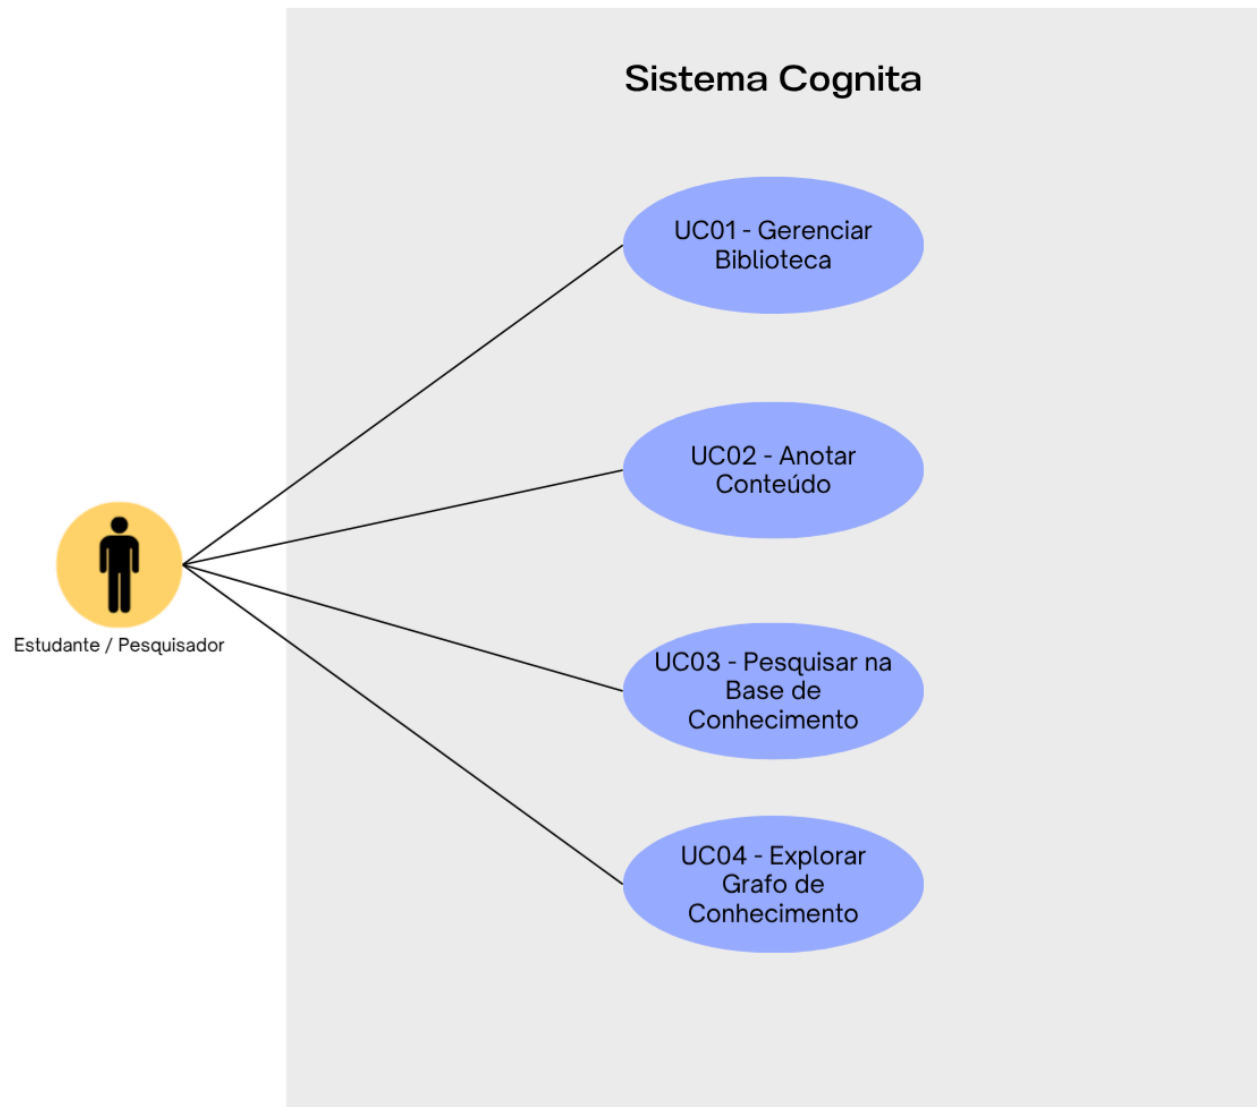 Sistema Cognita
UC01 - Gerenciar
Biblioteca
UC02 - Anotar
Conteúdo
Estudante / Pesquisador
UC03 - Pesquisar na
Base de
Conhecimento
UC04 - Explorar
Grafo de
Conhecimento